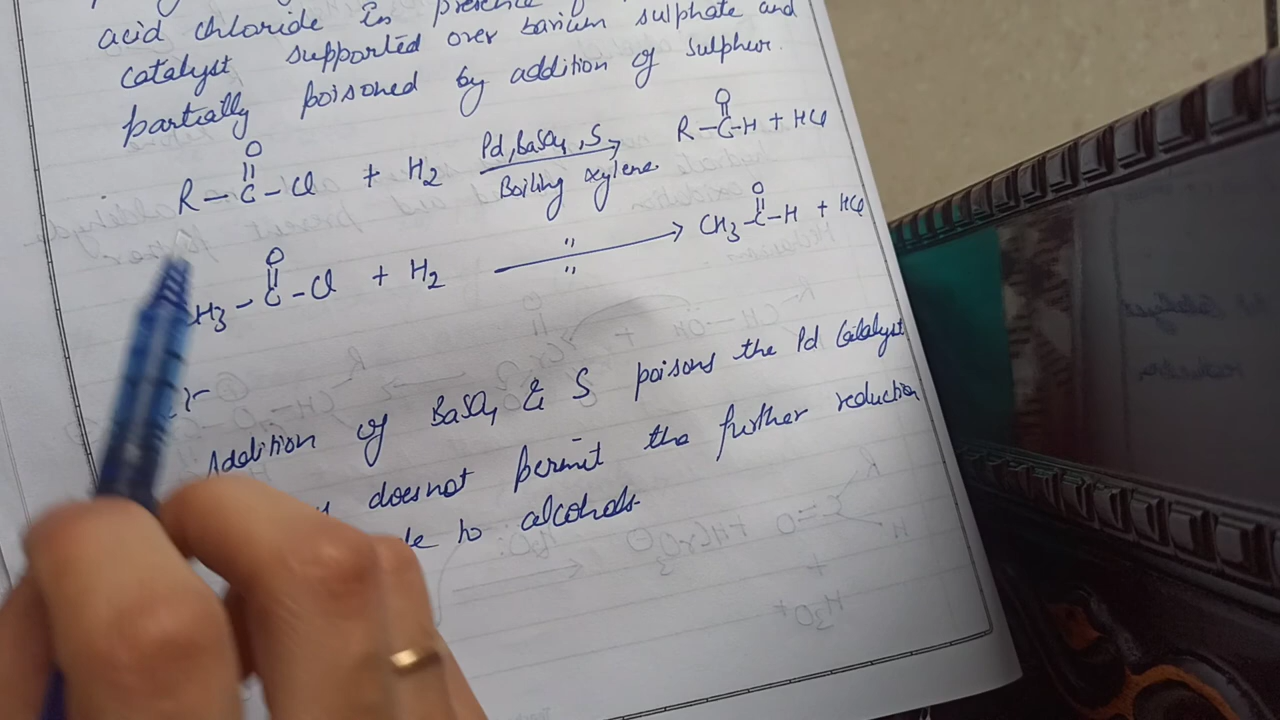 acid chloride in presence
catalyst supported over barium sulphate and
partially poisoned by addition of sulphur.
O
R-C-Cl + H2 Pd, BaSO4, S Boiling xylene. R-C-H + HCl
O
CH3-C-Cl + H2 " " CH3-C-H + HCl
Addition of BaSO4 & S poisons the Pd Catalyst
doesnot permit the further reduction
to alcohols.